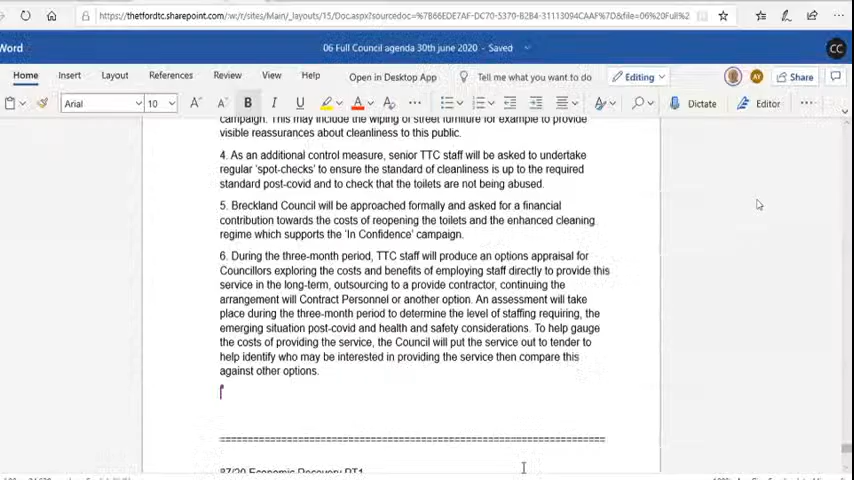 https://thetfordtc.sharepoint.com/:w:/r/sites/Main/_layouts/15/Doc.aspx?sourcedoc=%7B66EDE7AF-DC70-5370-B2B4-31113094CAAF%7D&file=06%20Full%2
Word
06 Full Council agenda 30th june 2020 - Saved
CC
Home Insert Layout References Review View Help Open in Desktop App Tell me what you want to do Editing AY Share
Arial 10 A A B I U A A Dictate Editor
campaign. This may include the wiping of street furniture for example to provide
visible reassurances about cleanliness to this public.
4. As an additional control measure, senior TTC staff will be asked to undertake
regular 'spot-checks' to ensure the standard of cleanliness is up to the required
standard post-covid and to check that the toilets are not being abused.
5. Breckland Council will be approached formally and asked for a financial
contribution towards the costs of reopening the toilets and the enhanced cleaning
regime which supports the 'In Confidence' campaign.
6. During the three-month period, TTC staff will produce an options appraisal for
Councillors exploring the costs and benefits of employing staff directly to provide this
service in the long-term, outsourcing to a provide contractor, continuing the
arrangement will Contract Personnel or another option. An assessment will take
place during the three-month period to determine the level of staffing requiring, the
emerging situation post-covid and health and safety considerations. To help gauge
the costs of providing the service, the Council will put the service out to tender to
help identify who may be interested in providing the service then compare this
against other options.
87/20 Economic Recovery PT1